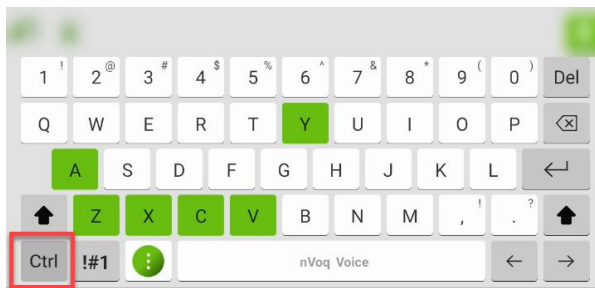 1 ! 2 @ 3 # 4 $ 5 % 6 ^ 7 & 8 * 9 ( 0 ) Del
Q W E R T Y U I O P
A S D F G H J K L
Z X C V B N M , ! . ?
Ctrl !#1 nVoq Voice